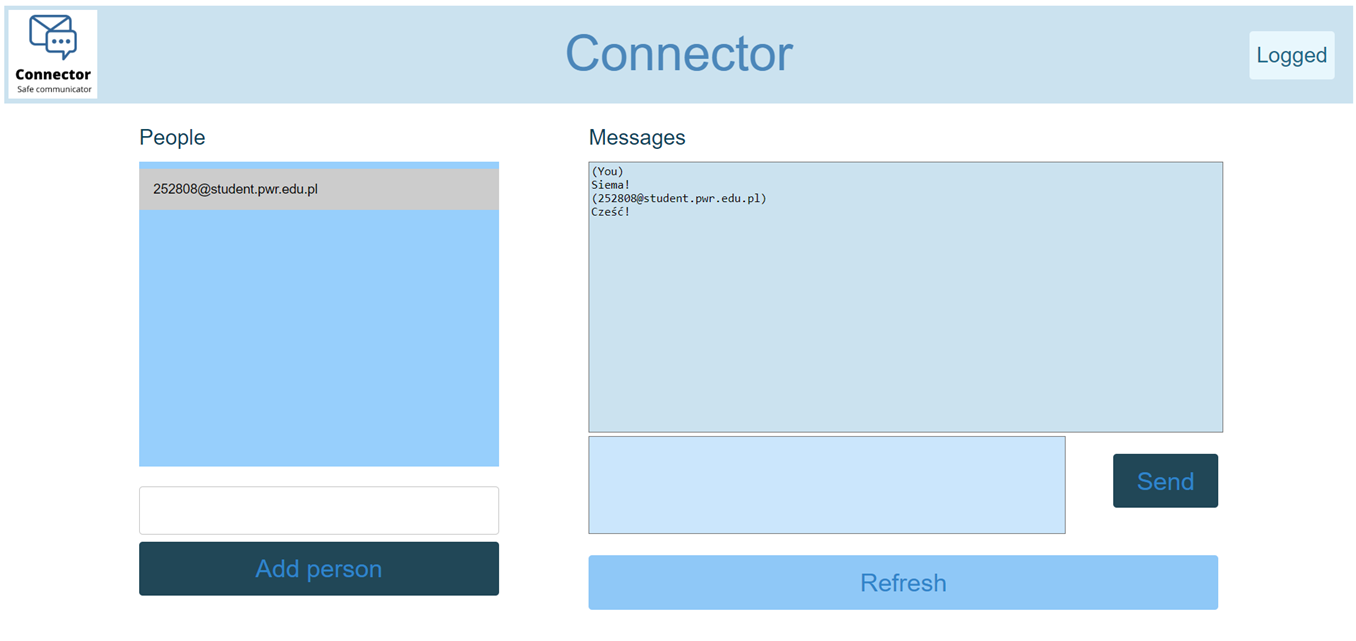 Connector
Safe communicator
Connector
Logged
People
252808@student.pwr.edu.pl
Add person
Messages
(You)
Siema!
(252808@student.pwr.edu.pl)
Cześć!
Send
Refresh